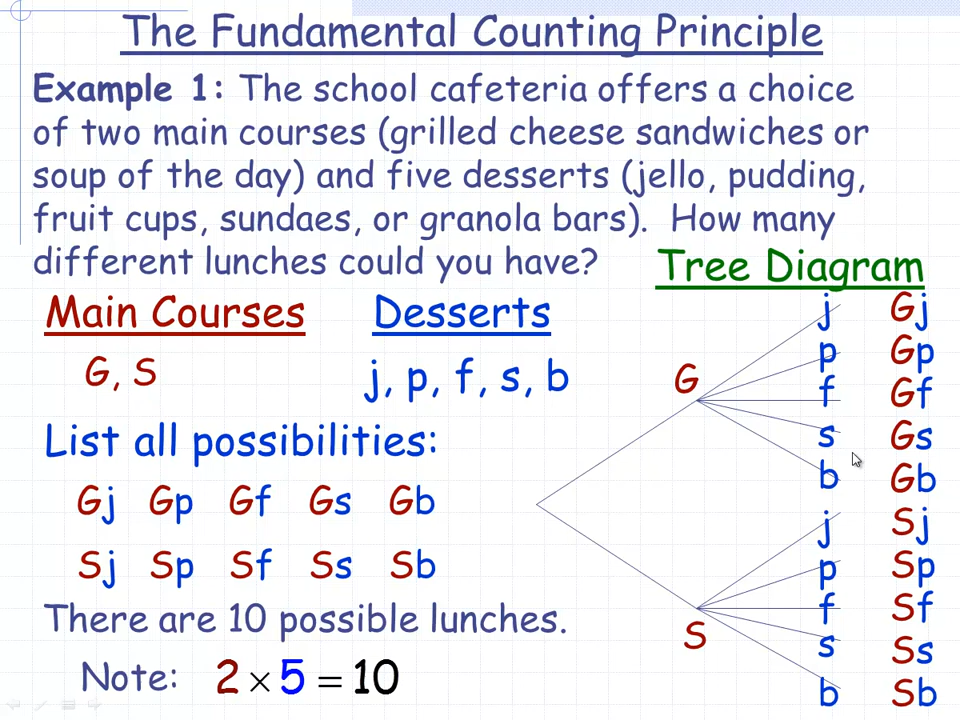 The Fundamental Counting Principle
Example 1: The school cafeteria offers a choice
of two main courses (grilled cheese sandwiches or
soup of the day) and five desserts (jello, pudding,
fruit cups, sundaes, or granola bars). How many
different lunches could you have?
Main Courses
G, S
Desserts
j, p, f, s, b
List all possibilities:
Gj Gp Gf Gs Gb
Sj Sp Sf Ss Sb
There are 10 possible lunches.
Note: 2 × 5 = 10
Tree Diagram
G
j Gj
p Gp
f Gf
s Gs
b Gb
S
j Sj
p Sp
f Sf
s Ss
b Sb